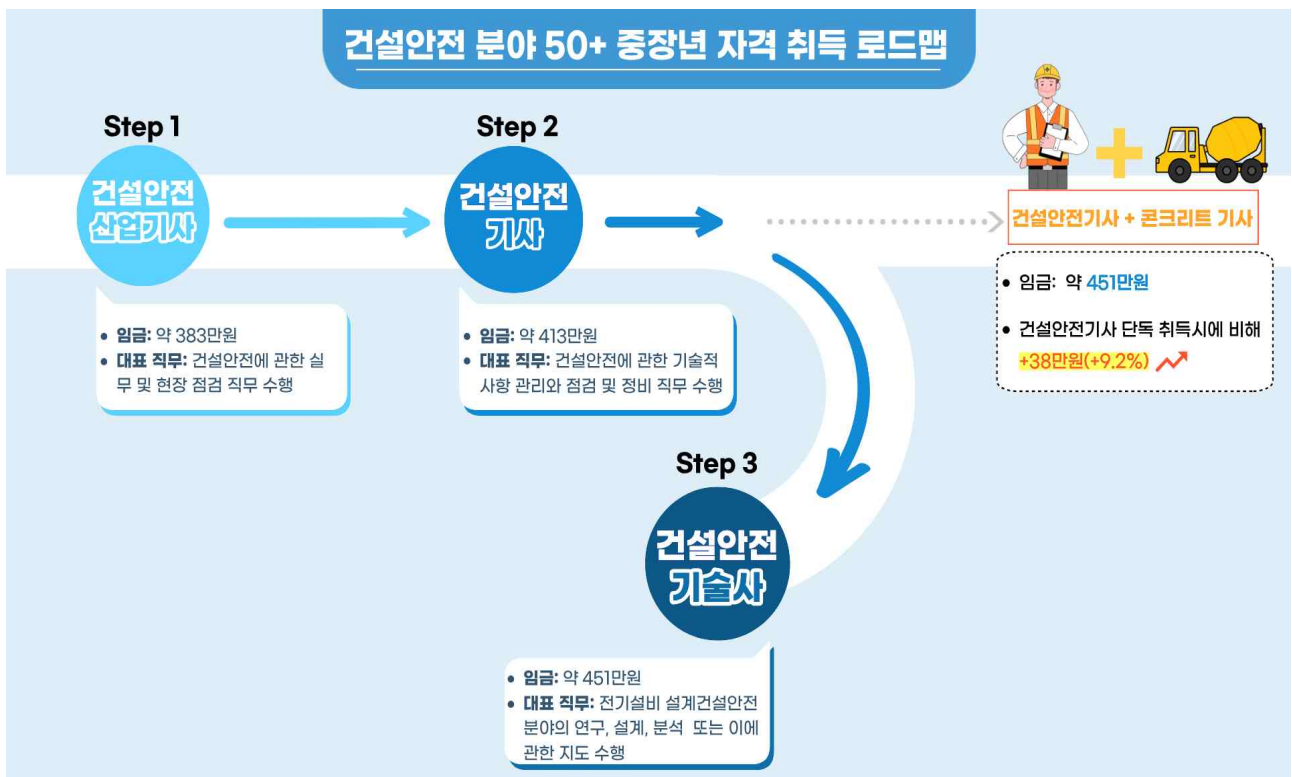 건설안전 분야 50+ 중장년 자격 취득 로드맵
Step 1
건설안전
산업기사
• 임금: 약 383만원
• 대표 직무: 건설안전에 관한 실
무 및 현장 점검 직무 수행
Step 2
건설안전
기사
• 임금: 약 413만원
• 대표 직무: 건설안전에 관한 기술적
사항 관리와 점검 및 정비 직무 수행
건설안전기사 + 콘크리트 기사
• 임금: 약 451만원
• 건설안전기사 단독 취득시에 비해
+38만원(+9.2%)
Step 3
건설안전
기술사
• 임금: 약 451만원
• 대표 직무: 전기설비 설계건설안전
분야의 연구, 설계, 분석 또는 이에
관한 지도 수행